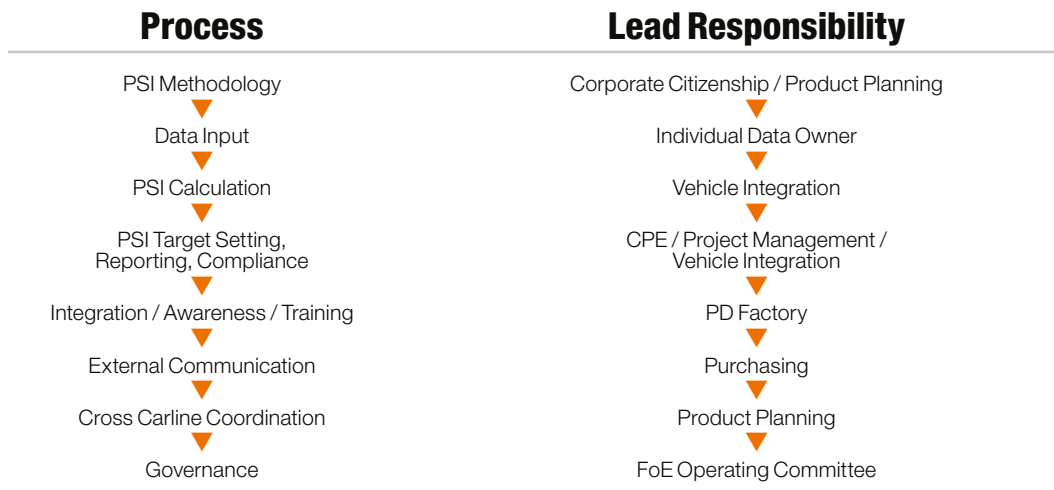 Process
Lead Responsibility
PSI Methodology
Corporate Citizenship / Product Planning
Data Input
Individual Data Owner
PSI Calculation
Vehicle Integration
PSI Target Setting,
Reporting, Compliance
CPE / Project Management /
Vehicle Integration
Integration / Awareness / Training
PD Factory
External Communication
Purchasing
Cross Carline Coordination
Product Planning
Governance
FoE Operating Committee